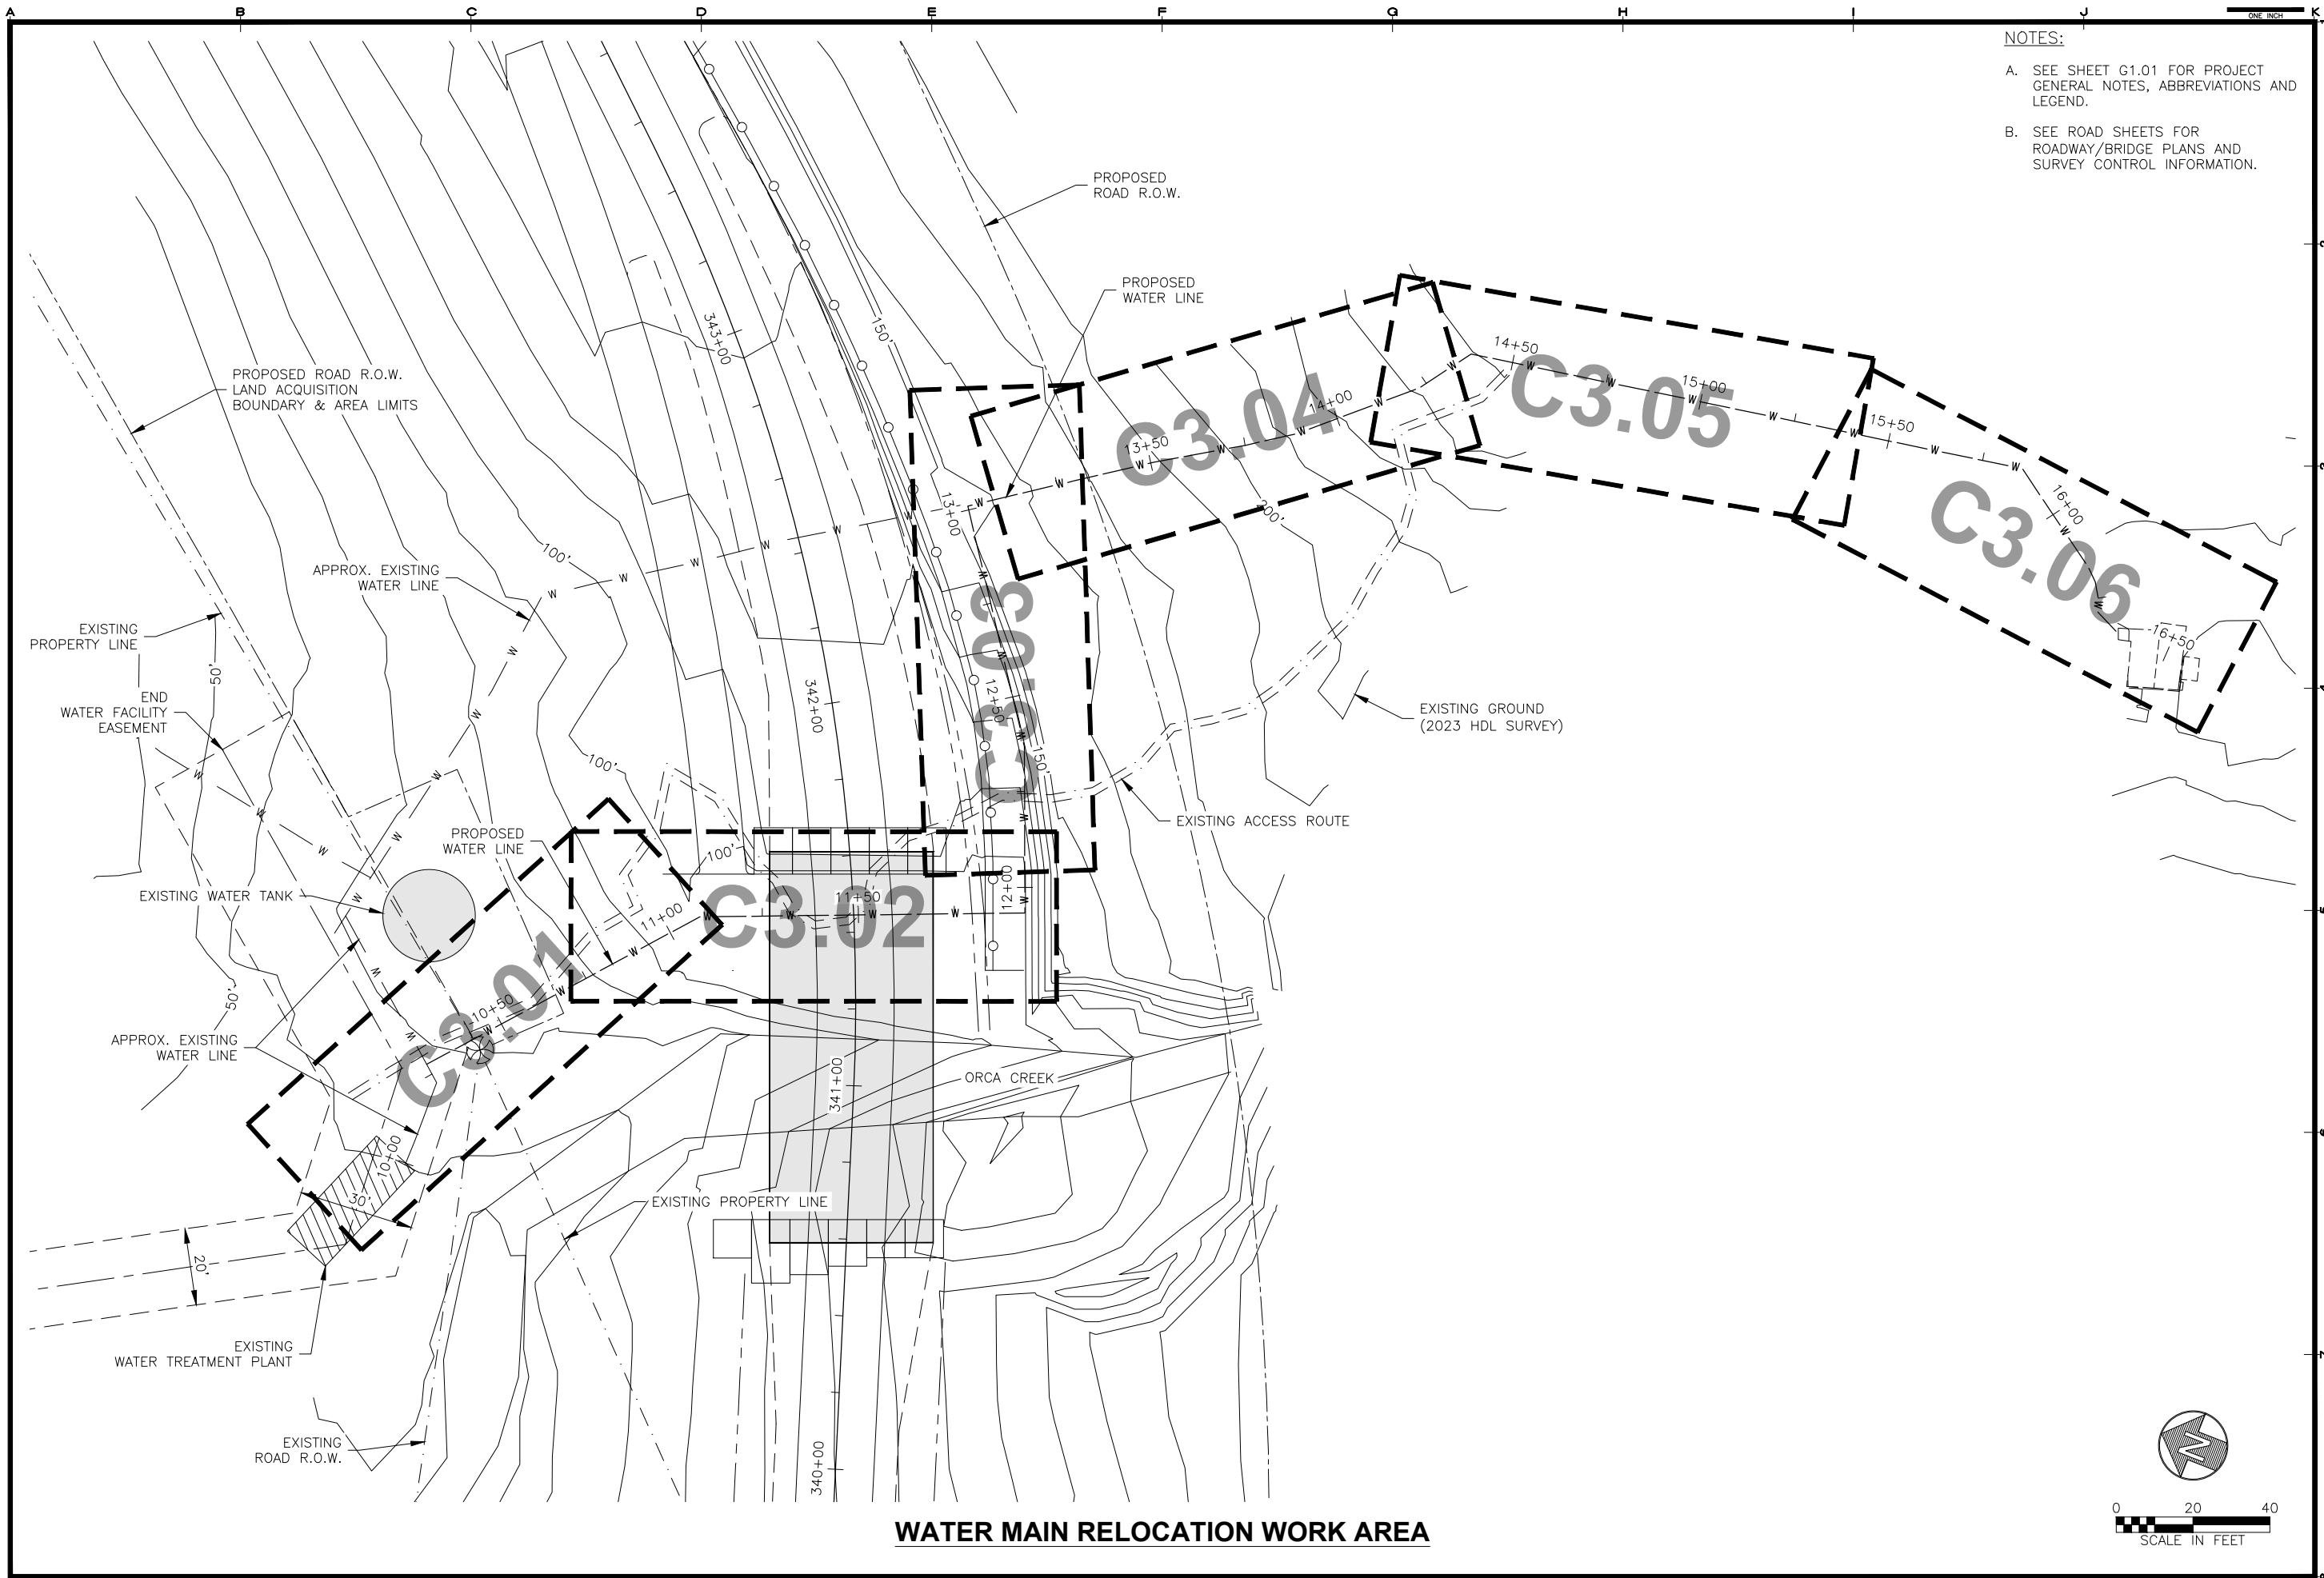 A B C D E F G H I J K
ONE INCH
NOTES:
A. SEE SHEET G1.01 FOR PROJECT
GENERAL NOTES, ABBREVIATIONS AND
LEGEND.
B. SEE ROAD SHEETS FOR
ROADWAY/BRIDGE PLANS AND
SURVEY CONTROL INFORMATION.
PROPOSED
ROAD R.O.W.
PROPOSED
WATER LINE
343+00
150'
14+50
C3.05
15+00
PROPOSED ROAD R.O.W.
LAND ACQUISITION
BOUNDARY & AREA LIMITS
C3.04
14+00
13+50
15+50
13+00
200'
16+00
C3.06
100'
APPROX. EXISTING
WATER LINE
EXISTING
PROPERTY LINE
50'
16+50
C3.03
12+50
342+00
END
WATER FACILITY
EASEMENT
EXISTING GROUND
(2023 HDL SURVEY)
100'
150'
EXISTING ACCESS ROUTE
PROPOSED
WATER LINE
100'
EXISTING WATER TANK
11+00
C3.02
11+50
12+00
50'
C3.01
10+50
APPROX. EXISTING
WATER LINE
ORCA CREEK
341+00
10+00
30'
EXISTING PROPERTY LINE
20'
EXISTING
WATER TREATMENT PLANT
EXISTING
ROAD R.O.W.
340+00
N
0 20 40
SCALE IN FEET
WATER MAIN RELOCATION WORK AREA